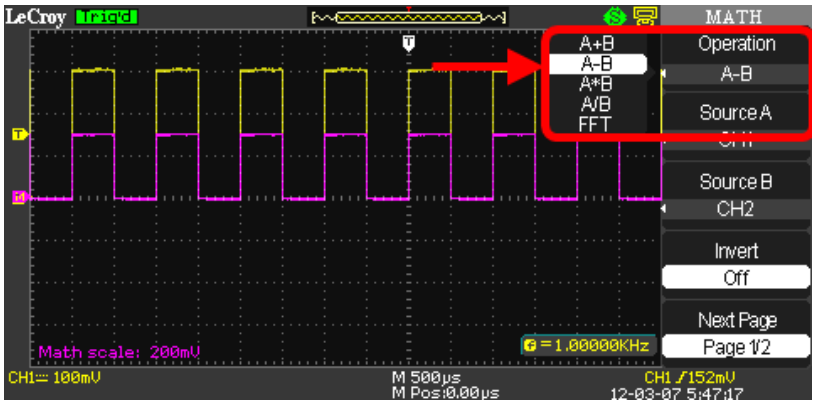 LeCroy Trig'd MATH
T
Operation
A+B
A-B
A*B
A/B
FFT
A-B
Source A
CH1
T
Source B
CH2
Invert
Off
Next Page
Page 1/2
Math scale: 200mV
f = 1.00000KHz
CH1 100mV M 500µs CH1 / 152mV
M Pos:0.00µs 12-03-07 5:47:17